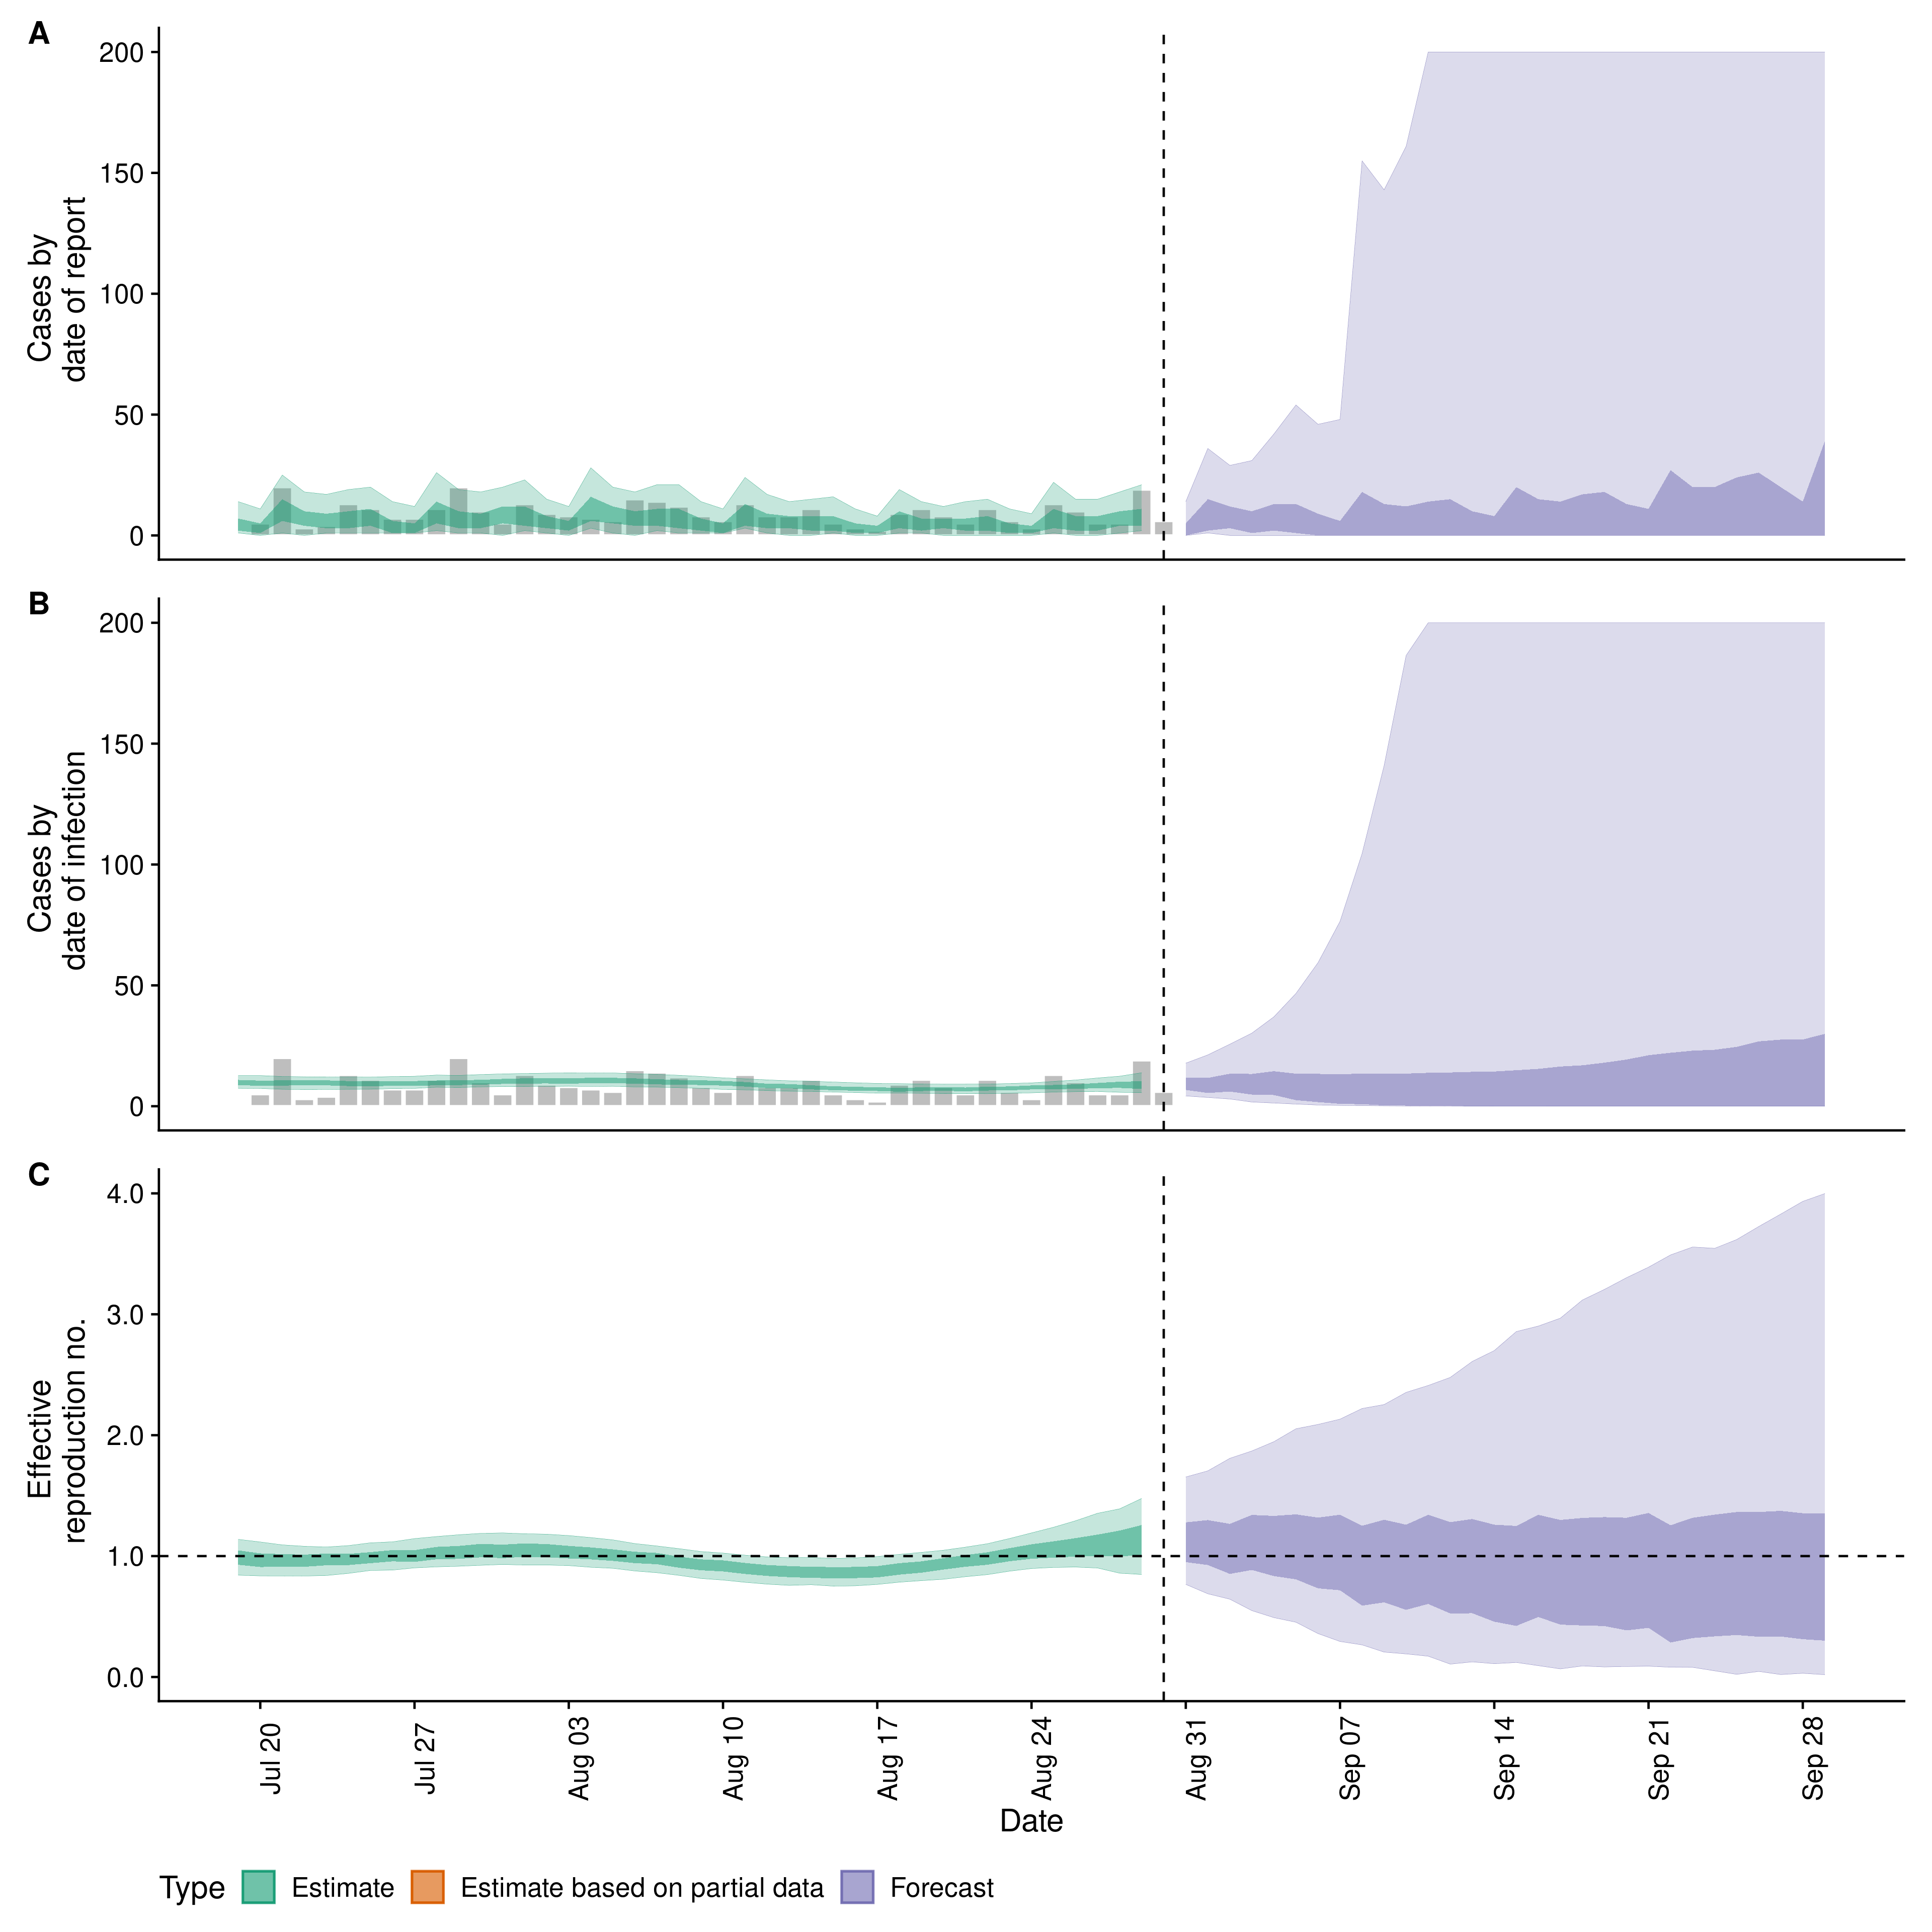 A
200
150
100
50
0
Cases by
date of report
B
200
150
100
50
0
Cases by
date of infection
C
4.0
3.0
2.0
1.0
0.0
Effective
reproduction no.
Jul 20
Jul 27
Aug 03
Aug 10
Aug 17
Aug 24
Aug 31
Sep 07
Sep 14
Sep 21
Sep 28
Date
Type Estimate Estimate based on partial data Forecast